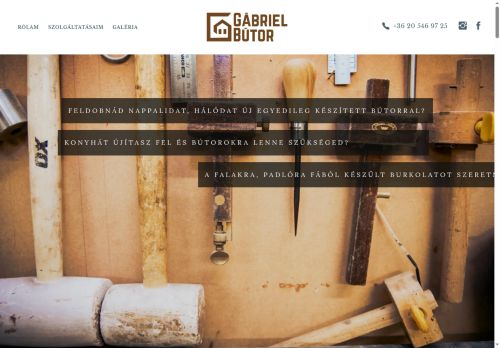 RÓLAM SZOLGÁLTATÁSAIM GALÉRIA
GÁBRIEL
BÚTOR
+36 20 546 97 25
FELDOBNÁD NAPPALIDAT, HÁLÓDAT ÚJ EGYEDILEG KÉSZÍTETT BÚTORRAL?
KONYHÁT ÚJÍTASZ FEL ÉS BÚTOROKRA LENNE SZÜKSÉGED?
A FALAKRA, PADLÓRA FÁBÓL KÉSZÜLT BURKOLATOT
OX